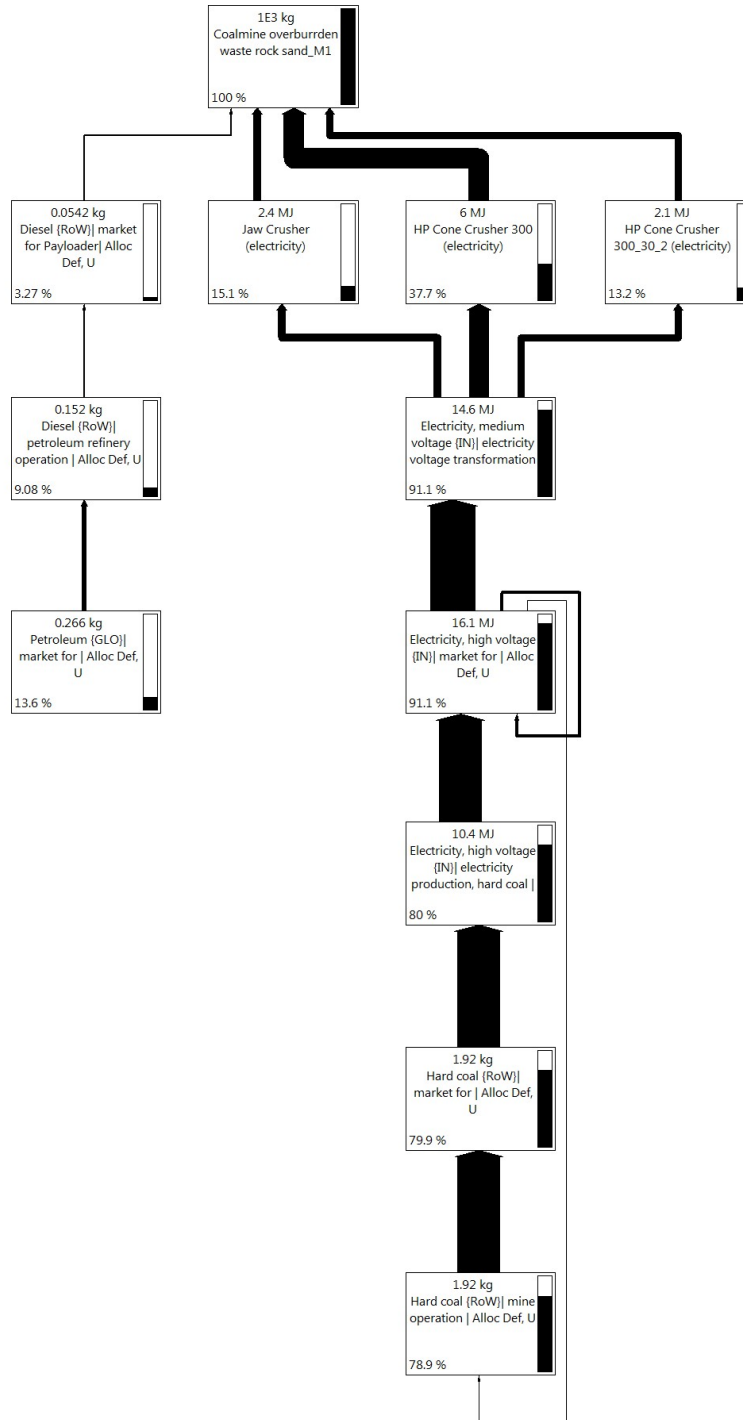 1E3 kg
Coalmine overburrden
waste rock sand_M1
100 %
0.0542 kg
Diesel {RoW}| market
for Payloader| Alloc
Def, U
3.27 %
2.4 MJ
Jaw Crusher
(electricity)
15.1 %
6 MJ
HP Cone Crusher 300
(electricity)
37.7 %
2.1 MJ
HP Cone Crusher
300_30_2 (electricity)
13.2 %
0.152 kg
Diesel {RoW}|
petroleum refinery
operation | Alloc Def, U
9.08 %
14.6 MJ
Electricity, medium
voltage {IN}| electricity
voltage transformation
91.1 %
0.266 kg
Petroleum {GLO}|
market for | Alloc Def,
U
13.6 %
16.1 MJ
Electricity, high voltage
{IN}| market for | Alloc
Def, U
91.1 %
10.4 MJ
Electricity, high voltage
{IN}| electricity
production, hard coal |
80 %
1.92 kg
Hard coal {RoW}|
market for | Alloc Def,
U
79.9 %
1.92 kg
Hard coal {RoW}| mine
operation | Alloc Def, U
78.9 %